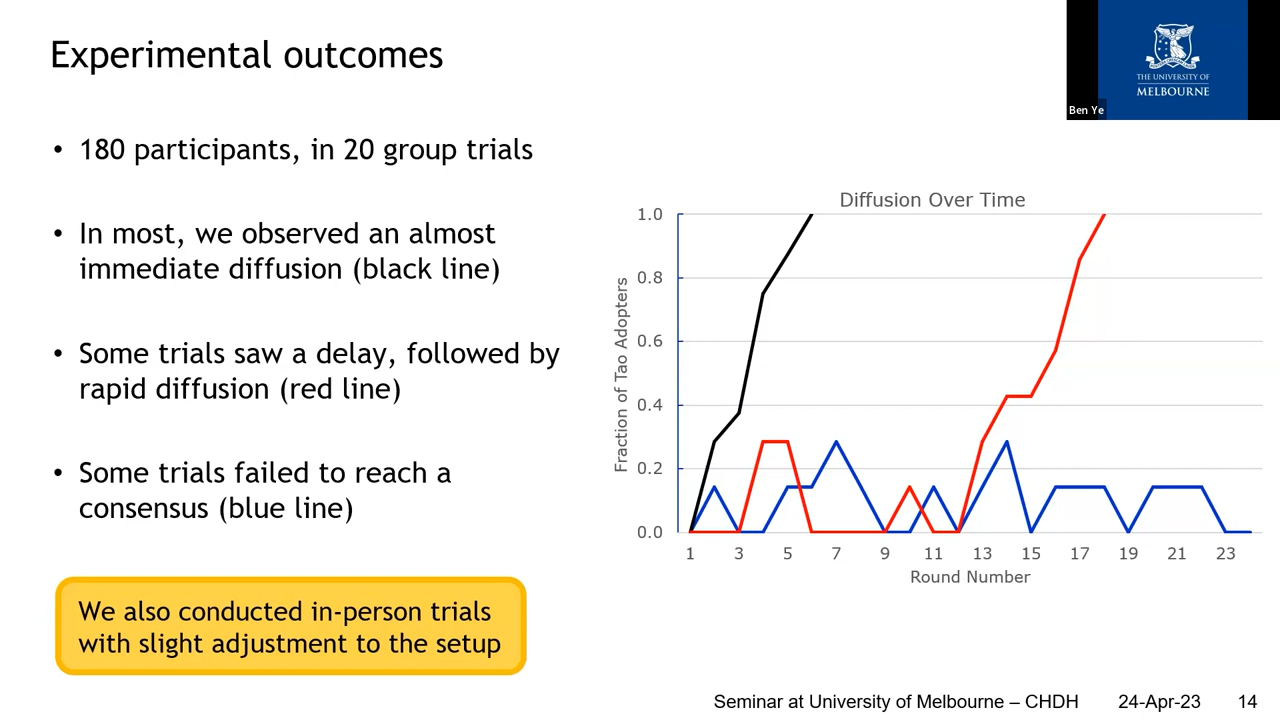 Experimental outcomes
THE UNIVERSITY OF
MELBOURNE
Ben Ye
• 180 participants, in 20 group trials
• In most, we observed an almost
immediate diffusion (black line)
• Some trials saw a delay, followed by
rapid diffusion (red line)
• Some trials failed to reach a
consensus (blue line)
We also conducted in-person trials
with slight adjustment to the setup
Diffusion Over Time
Fraction of Tao Adopters
1.0
0.8
0.6
0.4
0.2
0.0
1 3 5 7 9 11 13 15 17 19 21 23
Round Number
Seminar at University of Melbourne – CHDH 24-Apr-23 14